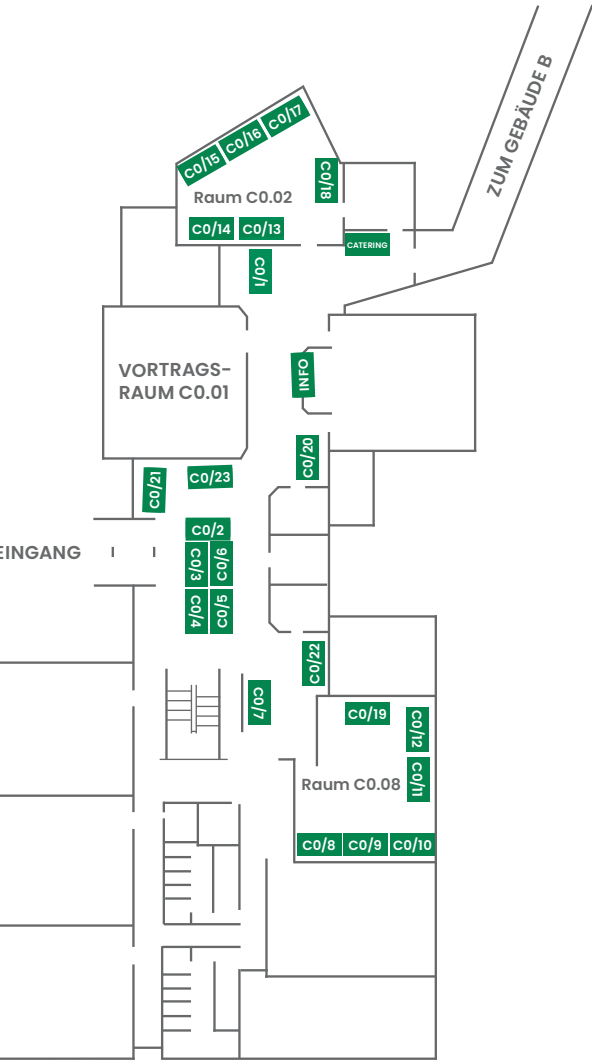 ZUM GEBÄUDE B
C0/15
C0/16
C0/17
C0/18
Raum C0.02
C0/14
C0/13
CATERING
C0/1
VORTRAGS-
RAUM C0.01
INFO
C0/20
C0/21
C0/23
C0/2
EINGANG
C0/3
C0/6
C0/4
C0/5
C0/22
C0/7
C0/19
C0/12
C0/11
Raum C0.08
C0/8
C0/9
C0/10